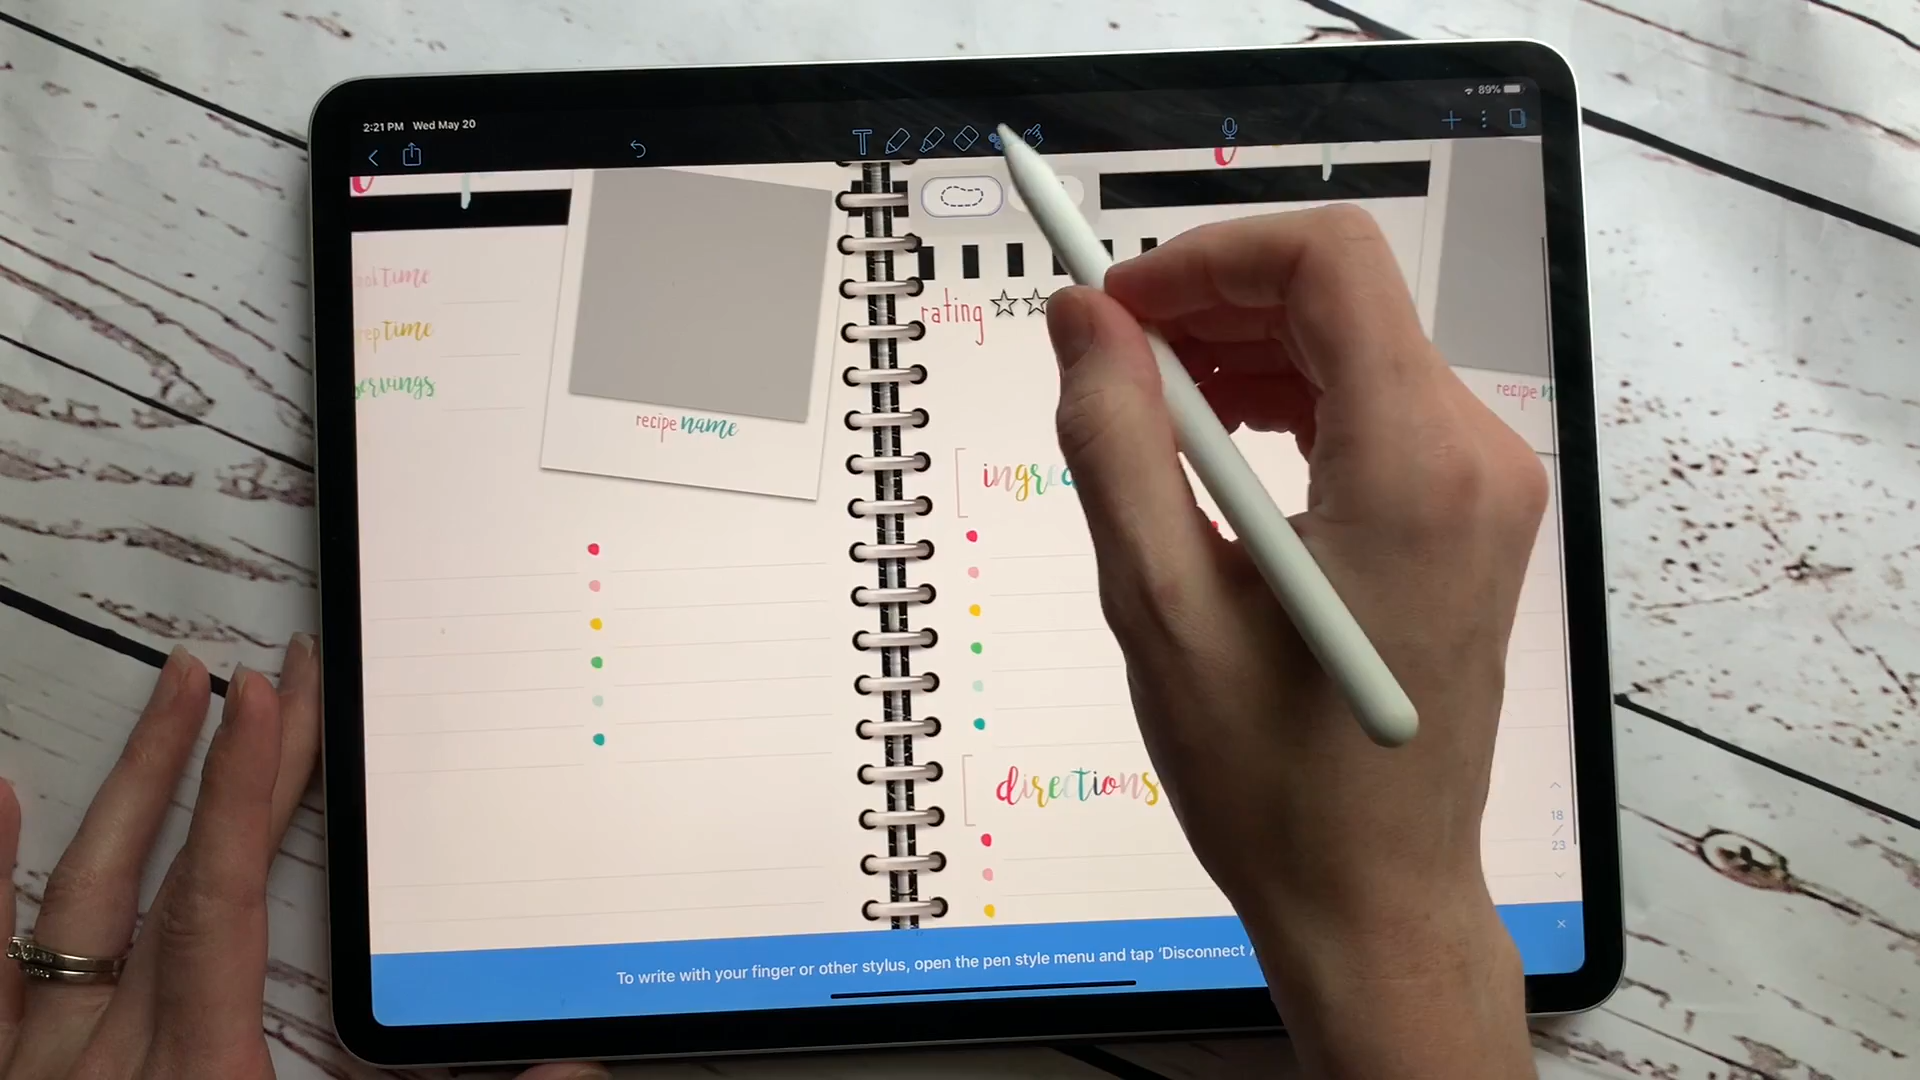 2:21 PM Wed May 20
89%
T
time
time
servings
recipe name
rating
recipe
directions
18
/
23
To write with your finger or other stylus, open the pen style menu and tap 'Disconnect